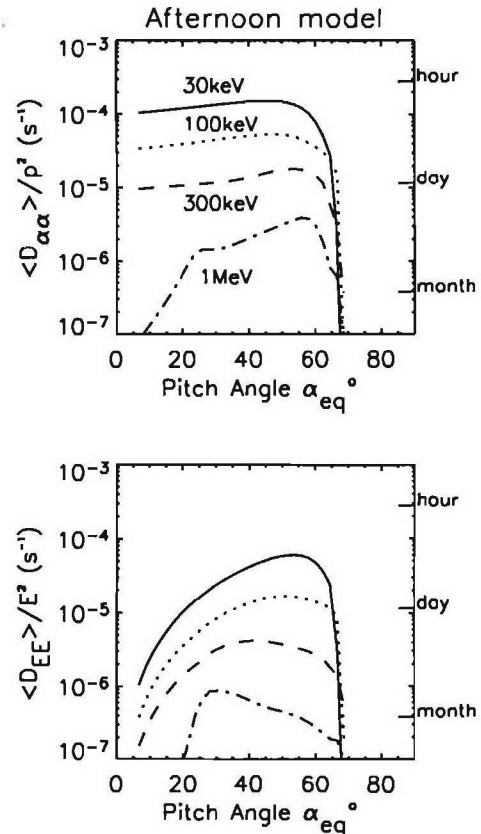 Afternoon model
<D_αα>/p² (s⁻¹)
10⁻³
10⁻⁴
10⁻⁵
10⁻⁶
10⁻⁷
30keV
100keV
300keV
1MeV
hour
day
month
0 20 40 60 80
Pitch Angle α_eq°
<D_EE>/E² (s⁻¹)
10⁻³
10⁻⁴
10⁻⁵
10⁻⁶
10⁻⁷
hour
day
month
0 20 40 60 80
Pitch Angle α_eq°